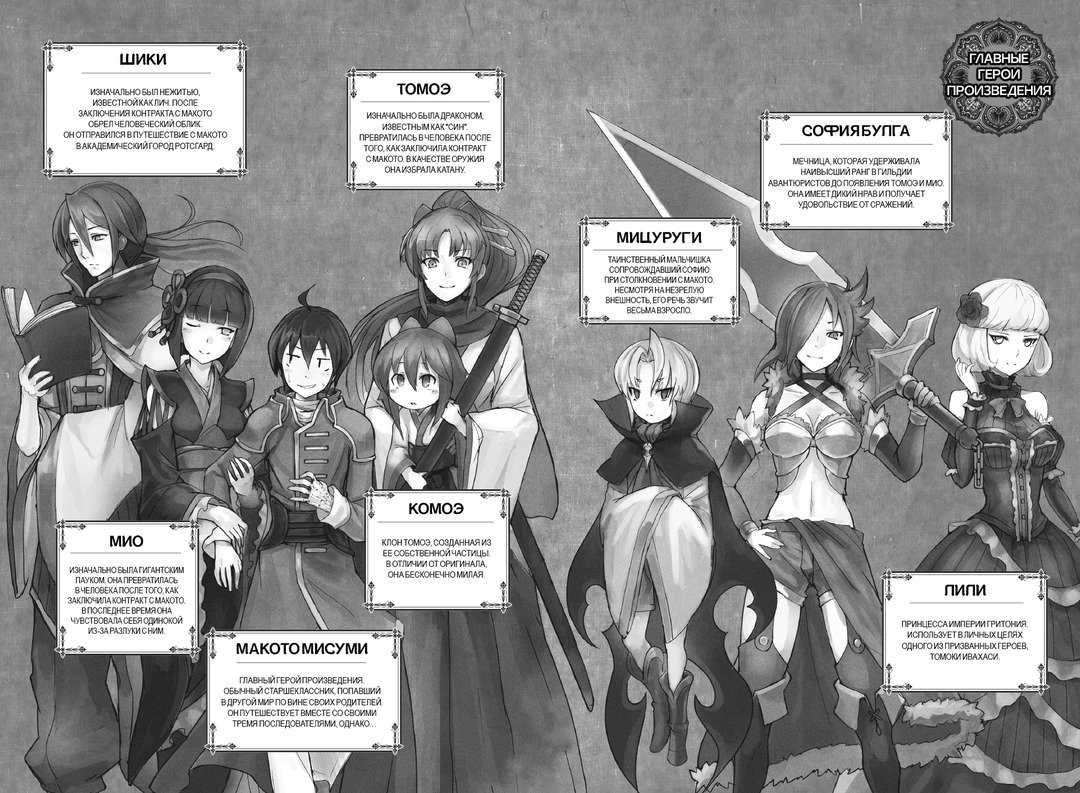 ГЛАВНЫЕ
ГЕРОИ
ПРОИЗВЕДЕНИЯ
ШИКИ
ИЗНАЧАЛЬНО БЫЛ НЕЖИТЬЮ,
ИЗВЕСТНОЙ КАК ЛИЧ. ПОСЛЕ
ЗАКЛЮЧЕНИЯ КОНТРАКТА С МАКОТО
ОБРЕЛ ЧЕЛОВЕЧЕСКИЙ ОБЛИК.
ОН ОТПРАВИЛСЯ В ПУТЕШЕСТВИЕ С МАКОТО
В АКАДЕМИЧЕСКИЙ ГОРОД РОТСГАРД.
ТОМОЭ
ИЗНАЧАЛЬНО БЫЛА ДРАКОНОМ,
ИЗВЕСТНЫМ КАК "СИН".
ПРЕВРАТИЛАСЬ В ЧЕЛОВЕКА ПОСЛЕ
ТОГО, КАК ЗАКЛЮЧИЛА КОНТРАКТ
С МАКОТО. В КАЧЕСТВЕ ОРУЖИЯ
ОНА ИЗБРАЛА КАТАНУ.
СОФИЯ БУЛГА
МЕЧНИЦА, КОТОРАЯ УДЕРЖИВАЛА
НАИВЫСШИЙ РАНГ В ГИЛЬДИИ
АВАНТЮРИСТОВ ДО ПОЯВЛЕНИЯ ТОМОЭ И МИО.
ОНА ИМЕЕТ ДИКИЙ НРАВ И ПОЛУЧАЕТ
УДОВОЛЬСТВИЕ ОТ СРАЖЕНИЙ.
МИЦУРУГИ
ТАИНСТВЕННЫЙ МАЛЬЧИШКА
СОПРОВОЖДАВШИЙ СОФИЮ
ПРИ СТОЛКНОВЕНИИ С МАКОТО.
НЕСМОТРЯ НА НЕЗРЕЛУЮ
ВНЕШНОСТЬ, ЕГО РЕЧЬ ЗВУЧИТ
ВЕСЬМА ВЗРОСЛО.
КОМОЭ
КЛОН ТОМОЭ, СОЗДАННАЯ ИЗ
ЕЕ СОБСТВЕННОЙ ЧАСТИЦЫ.
В ОТЛИЧИИ ОТ ОРИГИНАЛА,
ОНА БЕСКОНЕЧНО МИЛАЯ.
МИО
ИЗНАЧАЛЬНО БЫЛА ГИГАНТСКИМ
ПАУКОМ. ОНА ПРЕВРАТИЛАСЬ
В ЧЕЛОВЕКА ПОСЛЕ ТОГО, КАК
ЗАКЛЮЧИЛА КОНТРАКТ С МАКОТО.
В ПОСЛЕДНЕЕ ВРЕМЯ ОНА
ЧУВСТВОВАЛА СЕБЯ ОДИНОКОЙ
ИЗ-ЗА РАЗЛУКИ С НИМ.
МАКОТО МИСУМИ
ГЛАВНЫЙ ГЕРОЙ ПРОИЗВЕДЕНИЯ.
ОБЫЧНЫЙ СТАРШЕКЛАССНИК, ПОПАВШИЙ
В ДРУГОЙ МИР ПО ВИНЕ СВОИХ РОДИТЕЛЕЙ.
ОН ПУТЕШЕСТВУЕТ ВМЕСТЕ СО СВОИМИ
ТРЕМЯ ПОСЛЕДОВАТЕЛЯМИ, ОДНАКО...
ЛИЛИ
ПРИНЦЕССА ИМПЕРИИ ГРИТОНИЯ.
ИСПОЛЬЗУЕТ В ЛИЧНЫХ ЦЕЛЯХ
ОДНОГО ИЗ ПРИЗВАННЫХ ГЕРОЕВ,
ТОМОКИ ИВАХАСИ.